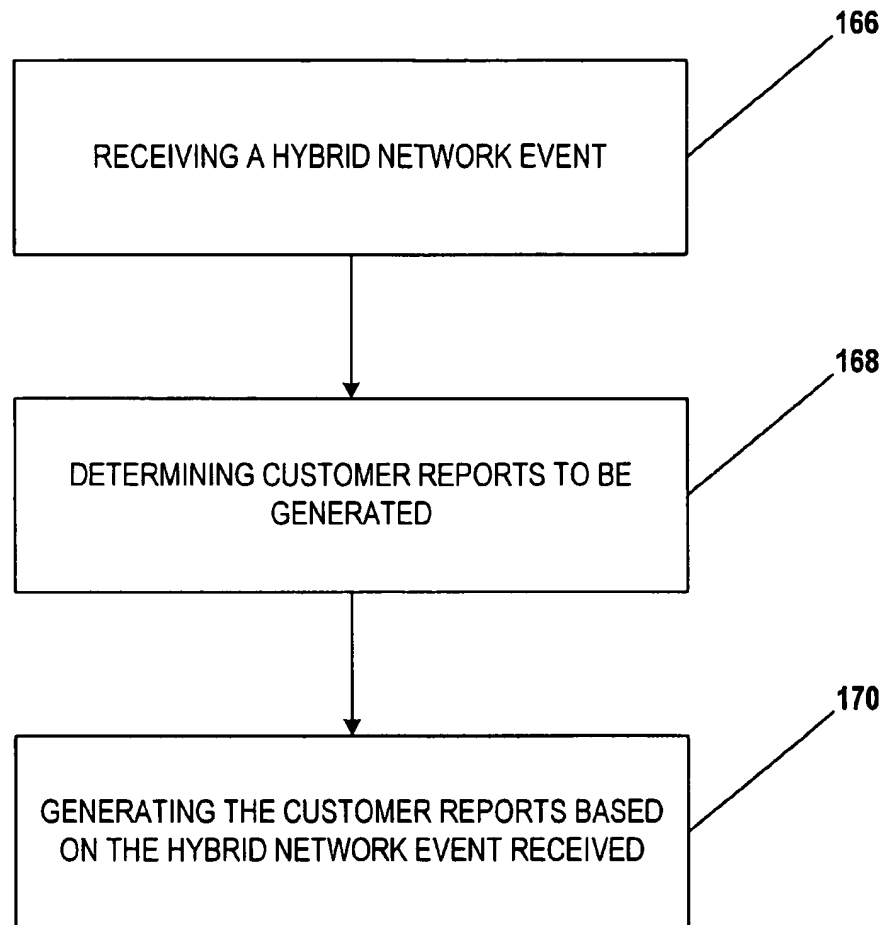 166
RECEIVING A HYBRID NETWORK EVENT
168
DETERMINING CUSTOMER REPORTS TO BE
GENERATED
170
GENERATING THE CUSTOMER REPORTS BASED
ON THE HYBRID NETWORK EVENT RECEIVED